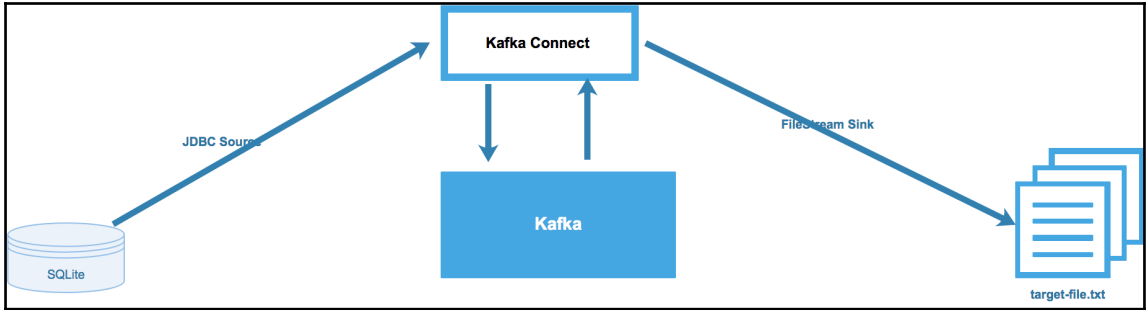 Kafka Connect
JDBC Source
FileStream Sink
Kafka
SQLite
target-file.txt